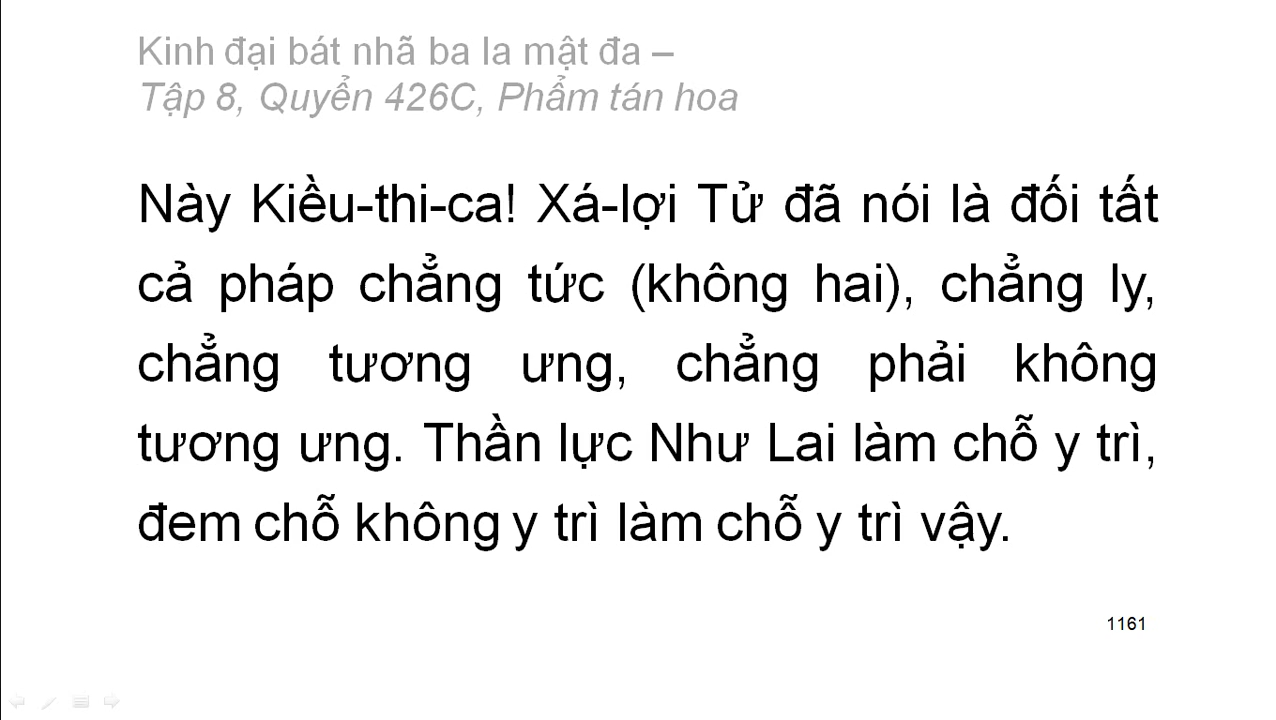 Kinh đại bát nhã ba la mật đa –
Tập 8, Quyển 426C, Phẩm tán hoa
Này Kiều-thi-ca! Xá-lợi Tử đã nói là đối tất
cả pháp chẳng tức (không hai), chẳng ly,
chẳng tương ưng, chẳng phải không
tương ưng. Thần lực Như Lai làm chỗ y trì,
đem chỗ không y trì làm chỗ y trì vậy.
1161